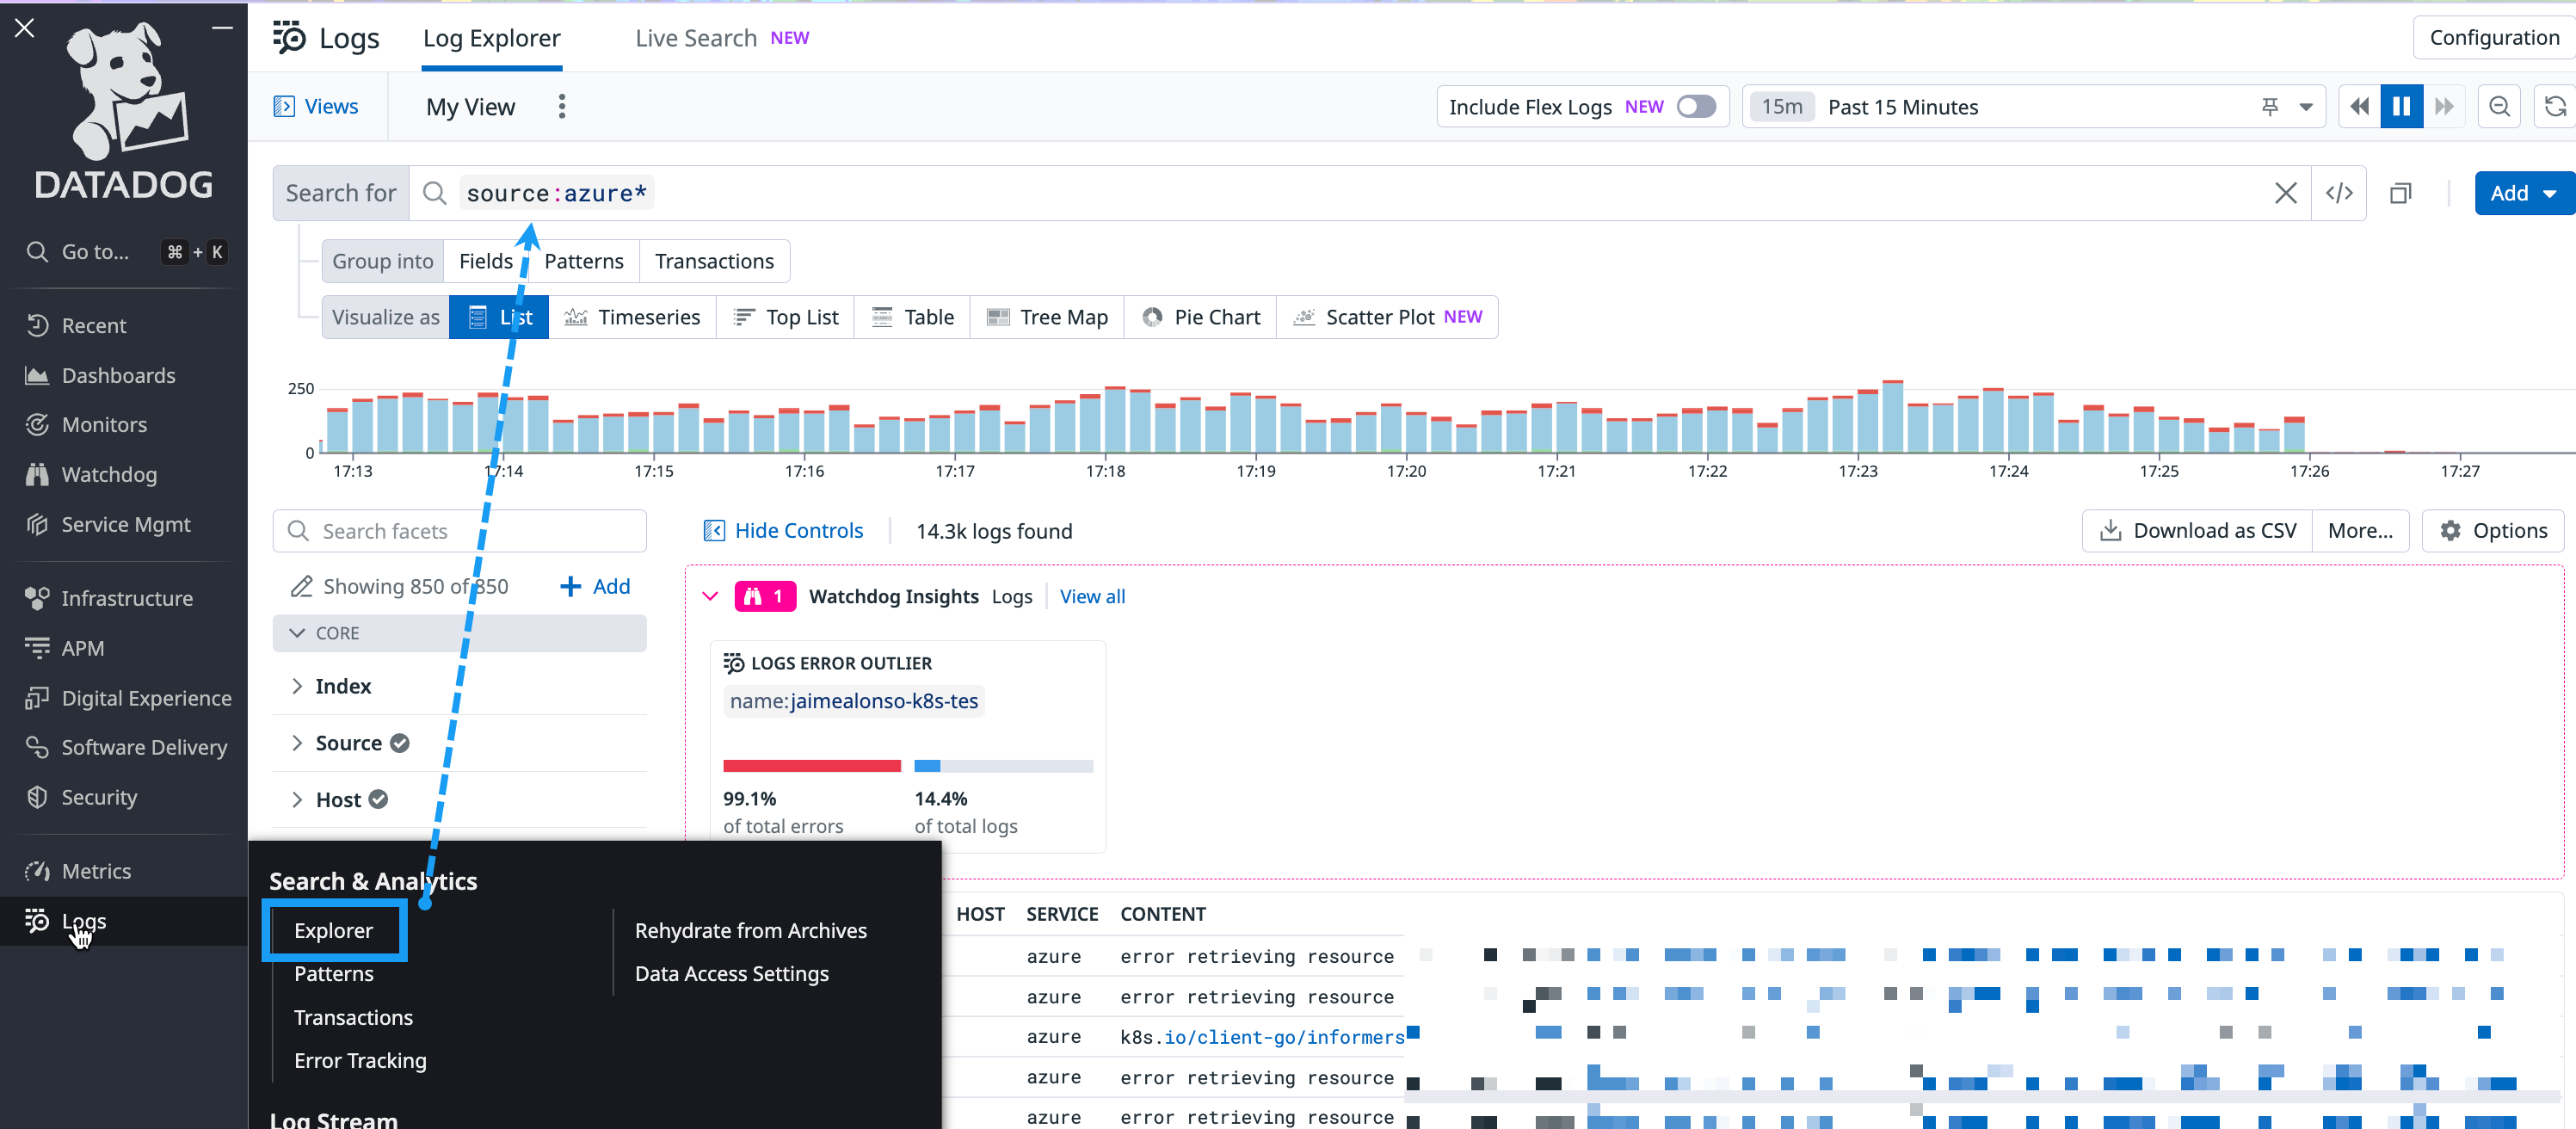 DATADOG
Go to... ⌘ + K
Recent
Dashboards
Monitors
Watchdog
Service Mgmt
Infrastructure
APM
Digital Experience
Software Delivery
Security
Metrics
Logs
Logs Log Explorer Live Search NEW Configuration
Views My View Include Flex Logs NEW 15m Past 15 Minutes
Search for source:azure* </> Add
Group into Fields Patterns Transactions
Visualize as List Timeseries Top List Table Tree Map Pie Chart Scatter Plot NEW
250
0
17:13 17:14 17:15 17:16 17:17 17:18 17:19 17:20 17:21 17:22 17:23 17:24 17:25 17:26 17:27
Search facets Hide Controls 14.3k logs found Download as CSV More... Options
Showing 850 of 850 + Add
CORE
Index
Source
Host
1 Watchdog Insights Logs View all
LOGS ERROR OUTLIER
name:jaimealonso-k8s-tes
99.1% 14.4%
of total errors of total logs
Search & Analytics
Explorer Rehydrate from Archives
Patterns Data Access Settings
Transactions
Error Tracking
Log Stream
HOST SERVICE CONTENT
azure error retrieving resource
azure error retrieving resource
azure k8s.io/client-go/informers
azure error retrieving resource
azure error retrieving resource